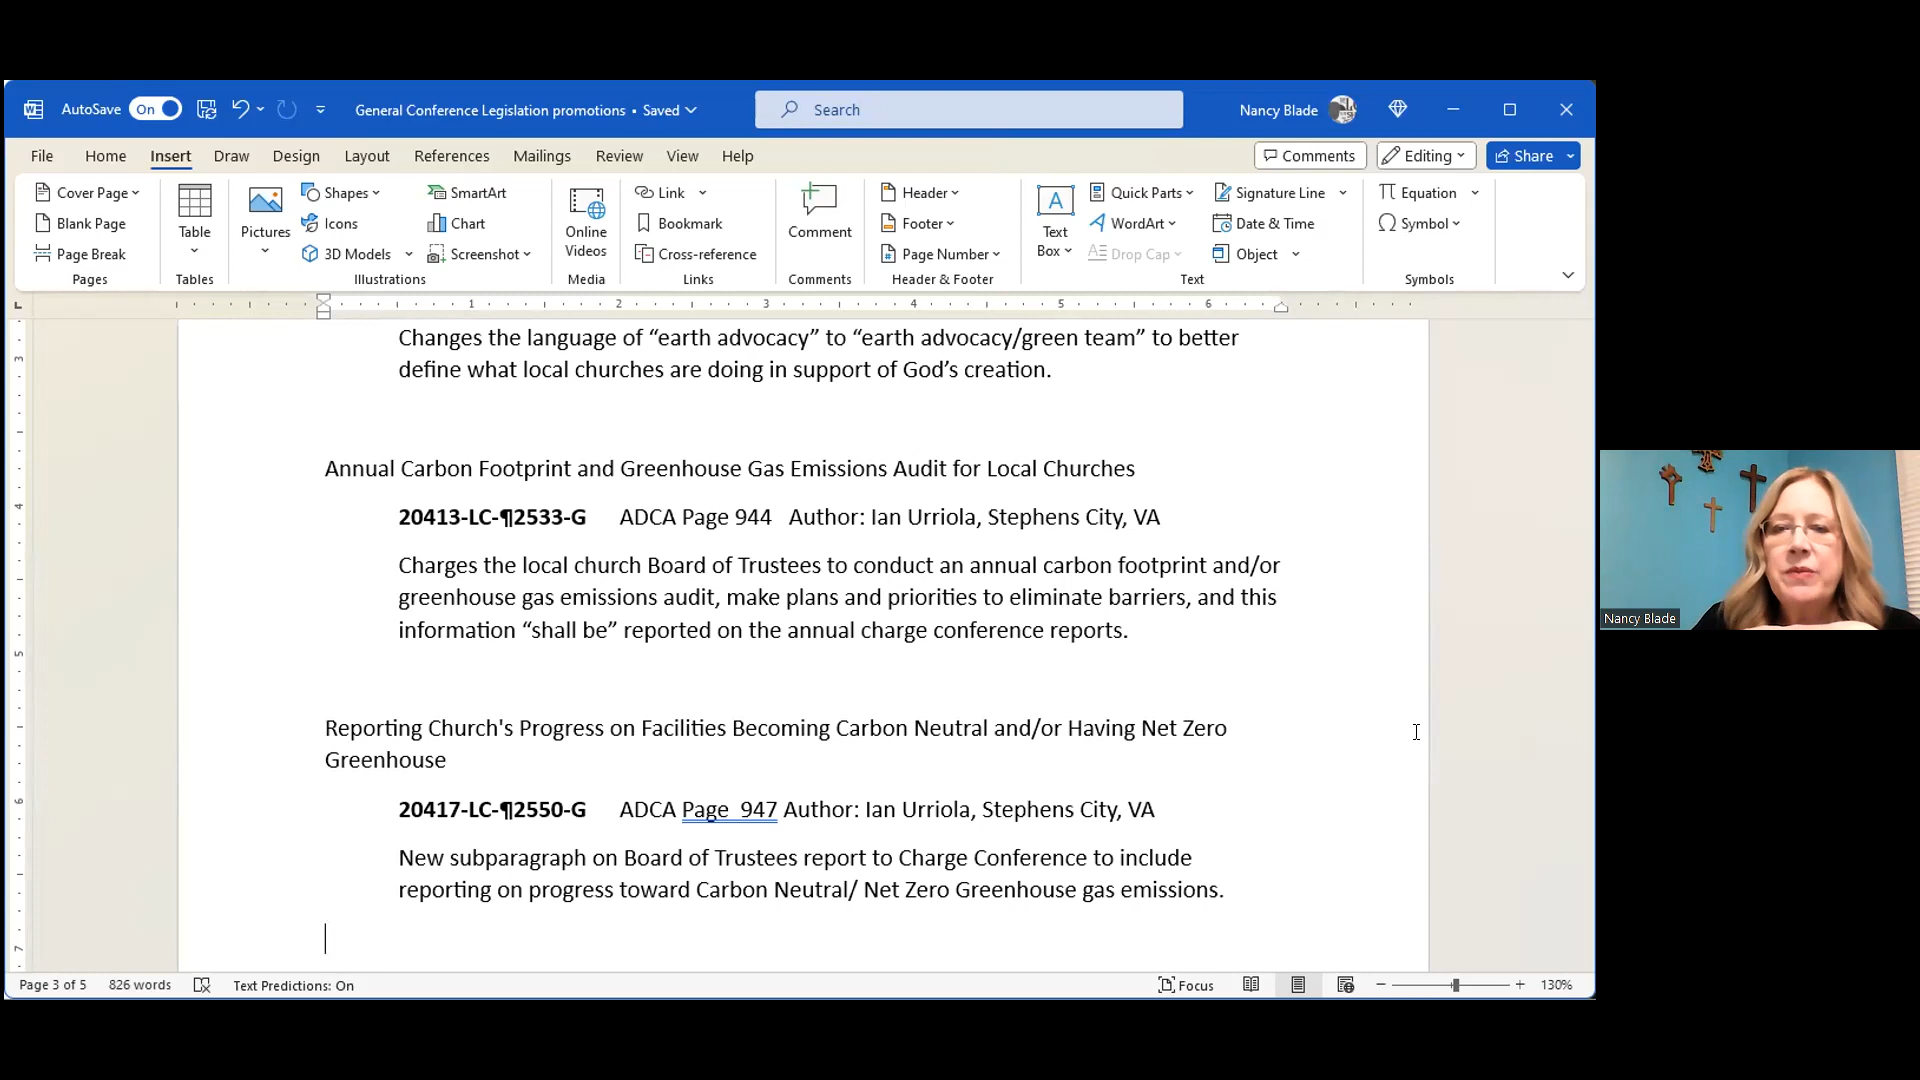 AutoSave On General Conference Legislation promotions • Saved Search Nancy Blade
File Home Insert Draw Design Layout References Mailings Review View Help Comments Editing Share
Cover Page
Blank Page
Page Break
Pages
Table
Tables
Pictures
Shapes
Icons
3D Models
SmartArt
Chart
Screenshot
Illustrations
Online
Videos
Media
Link
Bookmark
Cross-reference
Links
Comment
Comments
Header
Footer
Page Number
Header & Footer
Text
Box
Quick Parts
WordArt
Drop Cap
Signature Line
Date & Time
Object
Text
Equation
Symbol
Symbols
1 2 3 4 5 6
3
4
5
6
7
Changes the language of “earth advocacy” to “earth advocacy/green team” to better
define what local churches are doing in support of God’s creation.
Annual Carbon Footprint and Greenhouse Gas Emissions Audit for Local Churches
20413-LC-¶2533-G ADCA Page 944 Author: Ian Urriola, Stephens City, VA
Charges the local church Board of Trustees to conduct an annual carbon footprint and/or
greenhouse gas emissions audit, make plans and priorities to eliminate barriers, and this
information “shall be” reported on the annual charge conference reports.
Reporting Church's Progress on Facilities Becoming Carbon Neutral and/or Having Net Zero
Greenhouse
20417-LC-¶2550-G ADCA Page 947 Author: Ian Urriola, Stephens City, VA
New subparagraph on Board of Trustees report to Charge Conference to include
reporting on progress toward Carbon Neutral/ Net Zero Greenhouse gas emissions.
Page 3 of 5 826 words Text Predictions: On Focus 130%
Nancy Blade